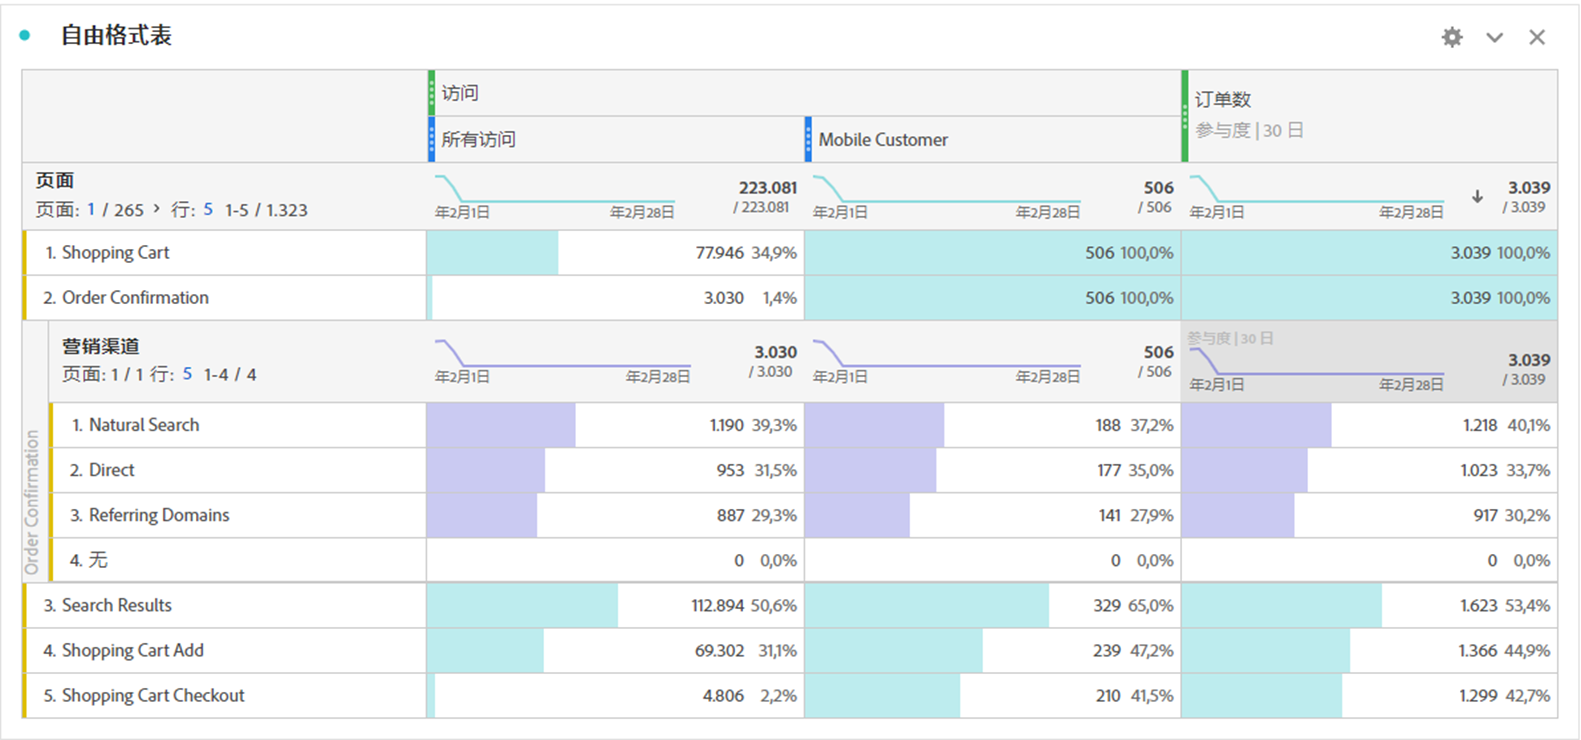 自由格式表
访问
订单数
参与度 | 30 日
所有访问
Mobile Customer
页面
页面: 1 / 265 > 行: 5 1-5 / 1.323
年2月1日 年2月28日 223.081 / 223.081
年2月1日 年2月28日 506 / 506
年2月1日 年2月28日 3.039 / 3.039
1. Shopping Cart 77.946 34,9% 506 100,0% 3.039 100,0%
2. Order Confirmation 3.030 1,4% 506 100,0% 3.039 100,0%
Order Confirmation
营销渠道
页面: 1 / 1 行: 5 1-4 / 4
年2月1日 年2月28日 3.030 / 3.030
年2月1日 年2月28日 506 / 506
参与度 | 30 日
年2月1日 年2月28日 3.039 / 3.039
1. Natural Search 1.190 39,3% 188 37,2% 1.218 40,1%
2. Direct 953 31,5% 177 35,0% 1.023 33,7%
3. Referring Domains 887 29,3% 141 27,9% 917 30,2%
4. 无 0 0,0% 0 0,0% 0 0,0%
3. Search Results 112.894 50,6% 329 65,0% 1.623 53,4%
4. Shopping Cart Add 69.302 31,1% 239 47,2% 1.366 44,9%
5. Shopping Cart Checkout 4.806 2,2% 210 41,5% 1.299 42,7%